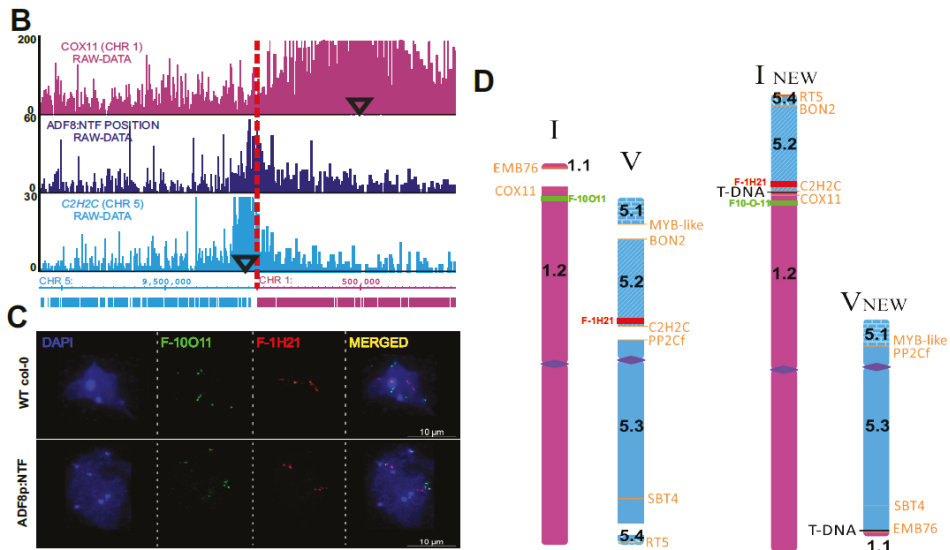 B
200
COX11 (CHR 1)
RAW-DATA
0
60
ADF8:NTF POSITION
RAW-DATA
0
30
C2H2C (CHR 5)
RAW-DATA
0
CHR 5:
9,500,000
CHR 1:
500,000
C
DAPI
F-10O11
F-1H21
MERGED
WT col-0
10 µm
ADF8p:NTF
10 µm
D
I
EMB76
1.1
COX11
F-10O11
1.2
V
5.1
MYB-like
BON2
5.2
F-1H21
C2H2C
PP2Cf
5.3
SBT4
5.4
RT5
I NEW
5.4
RT5
BON2
5.2
F-1H21
C2H2C
T-DNA
COX11
F10-O-11
1.2
V NEW
5.1
MYB-like
PP2Cf
5.3
SBT4
T-DNA
EMB76
1.1